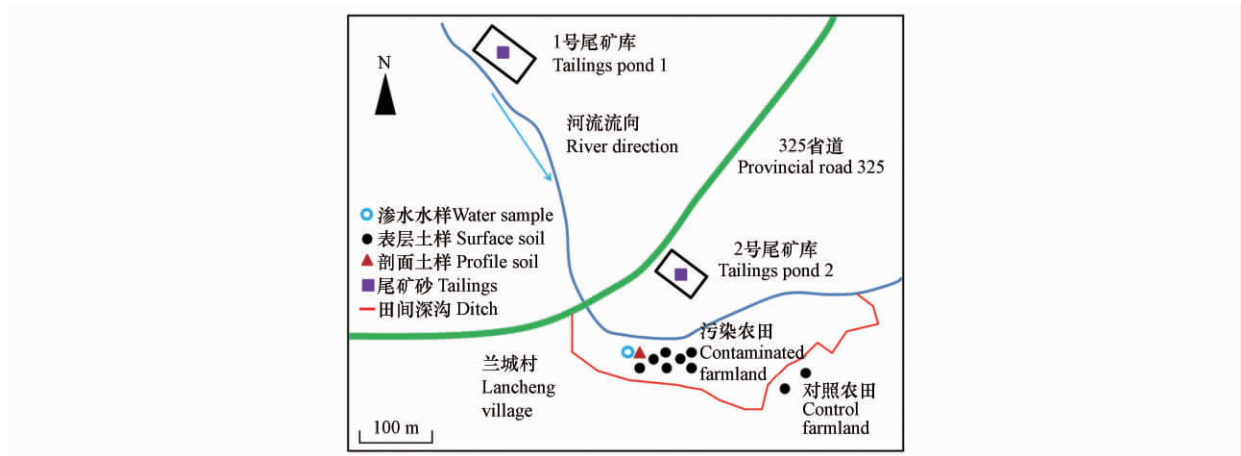 1号尾矿库
Tailings pond 1
N
河流流向
River direction
325省道
Provincial road 325
渗水水样Water sample
表层土样 Surface soil
剖面土样 Profile soil
尾矿砂 Tailings
田间深沟 Ditch
2号尾矿库
Tailings pond 2
污染农田
Contaminated
farmland
兰城村
Lancheng
village
对照农田
Control
farmland
100 m